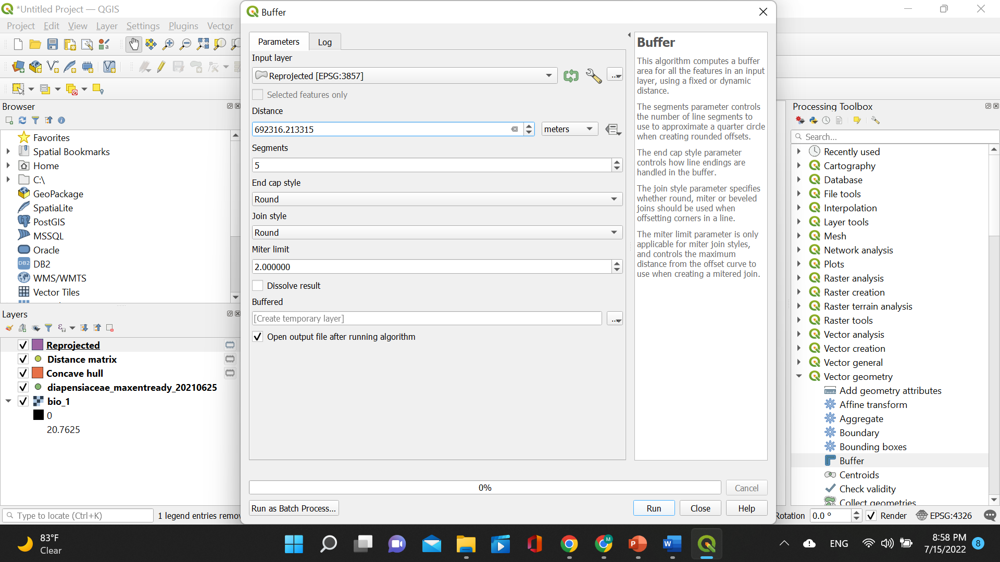 *Untitled Project — QGIS
Project Edit View Layer Settings Plugins Vector
Browser
Favorites
Spatial Bookmarks
Home
C:\
GeoPackage
SpatiaLite
PostGIS
MSSQL
Oracle
DB2
DB2
WMS/WMTS
Vector Tiles
Layers
Reprojected
Distance matrix
Concave hull
diapensiaceae_maxentready_20210625
bio_1
0
20.7625
Type to locate (Ctrl+K)
1 legend entries remov
Buffer
Parameters
Log
Input layer
Reprojected [EPSG:3857]
...
Selected features only
Distance
692316.213315
meters
Segments
5
End cap style
Round
Join style
Round
Miter limit
2.000000
Dissolve result
Buffered
[Create temporary layer]
...
Open output file after running algorithm
0%
Cancel
Run as Batch Process...
Run
Close
Help
Buffer
This algorithm computes a buffer
area for all the features in an input
layer, using a fixed or dynamic
distance.
The segments parameter controls
the number of line segments to
use to approximate a quarter circle
when creating rounded offsets.
The end cap style parameter
controls how line endings are
handled in the buffer.
The join style parameter specifies
whether round, miter or beveled
joins should be used when
offsetting corners in a line.
The miter limit parameter is only
applicable for miter join styles,
and controls the maximum
distance from the offset curve to
use when creating a mitered join.
Processing Toolbox
Search...
Recently used
Cartography
Database
File tools
Interpolation
Layer tools
Mesh
Network analysis
Plots
Raster analysis
Raster creation
Raster terrain analysis
Raster tools
Vector analysis
Vector creation
Vector general
Vector geometry
Add geometry attributes
Affine transform
Aggregate
Boundary
Bounding boxes
Buffer
Centroids
Check validity
Collect geometries
Rotation
0.0 °
Render
EPSG:4326
83°F
Clear
M
P
W
ENG
8:58 PM
7/15/2022
8